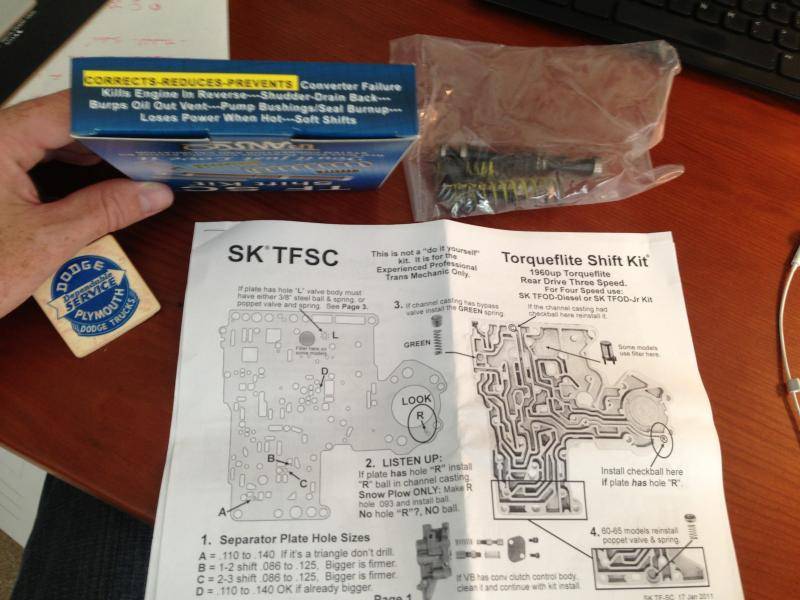 CORRECTS-REDUCES-PREVENTS Converter Failure
Kills Engine In Reverse---Shudder-Drain Back---
Burps Oil Out Vent---Pump Bushings/Seal Burnup---
Loses Power When Hot---Soft Shifts
Shift Kit
DODGE
Dependable
SERVICE
PLYMOUTH
DODGE TRUCKS
SK® TFSC
This is not a "do it yourself"
kit. It is for the
Experienced Professional
Trans Mechanic Only.
Torqueflite Shift Kit®
1960up Torqueflite
Rear Drive Three Speed.
For Four Speed use:
SK TFOD-Diesel or SK TFOD-Jr Kit
If plate has hole "L" valve body must
have either 3/8" steel ball & spring, or
poppet valve and spring. See Page 3.
L
Filter here on
some models
D
LOOK
R
B
C
A
3. If channel casting has bypass
valve install the GREEN spring.
GREEN
If the channel casting had
checkball here reinstall it.
Some models
use filter here.
R
Install checkball here
if plate has hole "R".
2. LISTEN UP:
If plate has hole "R" install
"R" ball in channel casting.
Snow Plow ONLY: Make R
hole .093 and install ball.
No hole "R"?, NO ball.
1. Separator Plate Hole Sizes
A = .110 to .140 If it's a triangle don't drill.
B = 1-2 shift .086 to .125, Bigger is firmer.
C = 2-3 shift .086 to .125, Bigger is firmer.
D = .110 to .140 OK if already bigger.
Page 1
4. 60-65 models reinstall
poppet valve & spring.
If VB has conv clutch control body,
clean it and continue with kit install.
SK TF-SC 17 Jan 2011